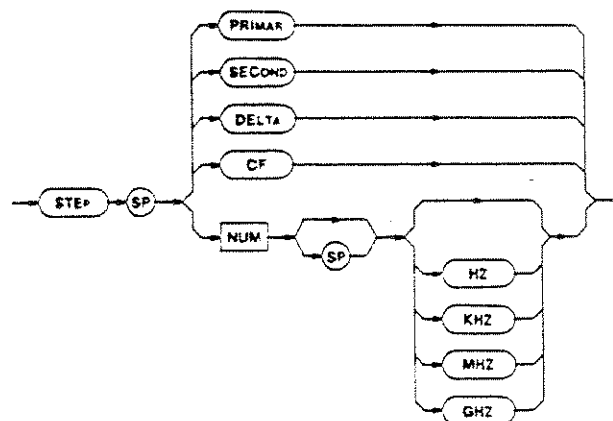 PRIMAR
SECOND
DELTA
CF
STEP SP
NUM SP
HZ
KHZ
MHZ
GHZ